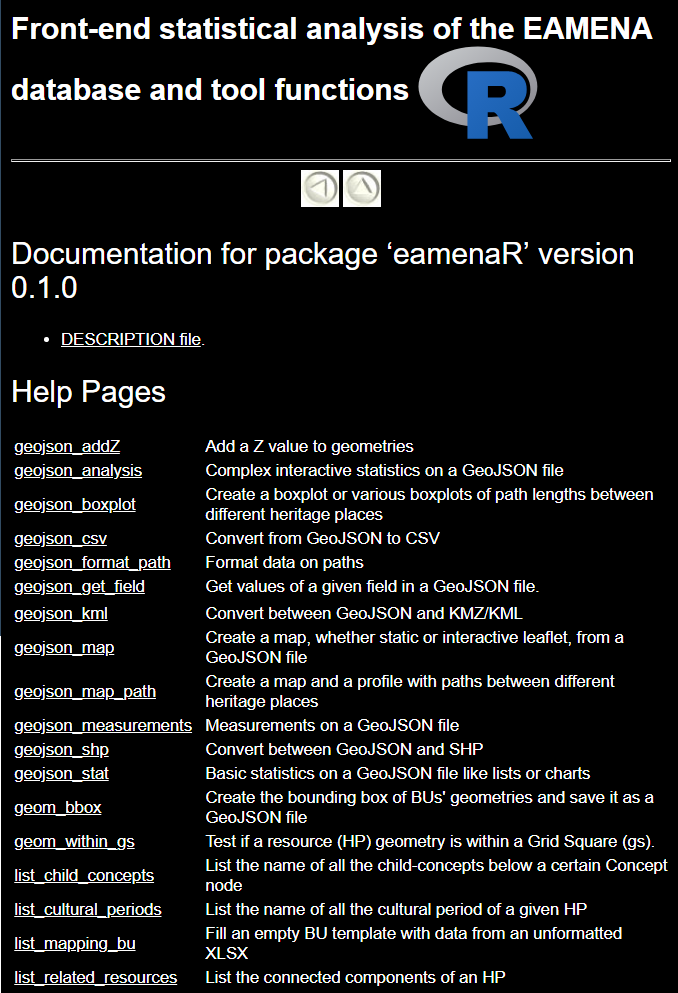 Front-end statistical analysis of the EAMENA
database and tool functions R
Documentation for package ‘eamenaR’ version
0.1.0
• DESCRIPTION file.
Help Pages
geojson_addZ Add a Z value to geometries
geojson_analysis Complex interactive statistics on a GeoJSON file
geojson_boxplot Create a boxplot or various boxplots of path lengths between
different heritage places
geojson_csv Convert from GeoJSON to CSV
geojson_format_path Format data on paths
geojson_get_field Get values of a given field in a GeoJSON file.
geojson_kml Convert between GeoJSON and KMZ/KML
geojson_map Create a map, whether static or interactive leaflet, from a
GeoJSON file
geojson_map_path Create a map and a profile with paths between different
heritage places
geojson_measurements Measurements on a GeoJSON file
geojson_shp Convert between GeoJSON and SHP
geojson_stat Basic statistics on a GeoJSON file like lists or charts
geom_bbox Create the bounding box of BUs' geometries and save it as a
GeoJSON file
geom_within_gs Test if a resource (HP) geometry is within a Grid Square (gs).
list_child_concepts List the name of all the child-concepts below a certain Concept
node
list_cultural_periods List the name of all the cultural period of a given HP
list_mapping_bu Fill an empty BU template with data from an unformatted
XLSX
list_related_resources List the connected components of an HP